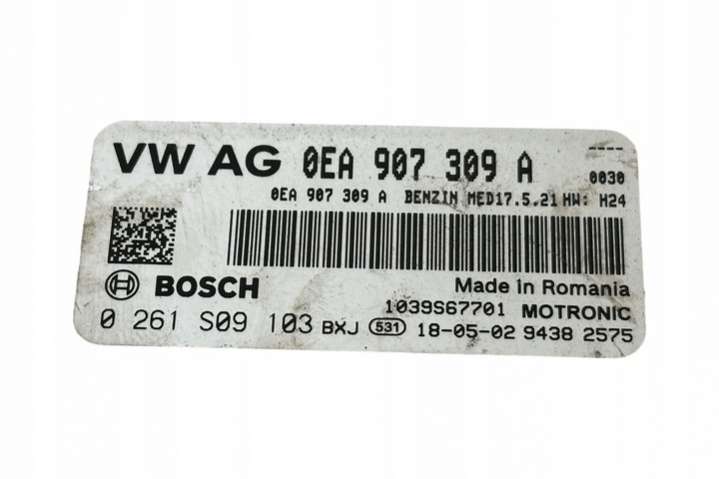 VW AG 0EA 907 309 A ----
0030
0EA 907 309 A BENZIN MED17.5.21 HW: H24
BOSCH Made in Romania
1039S67701 MOTRONIC
0 261 S09 103 BXJ 531 18-05-02 9438 2575